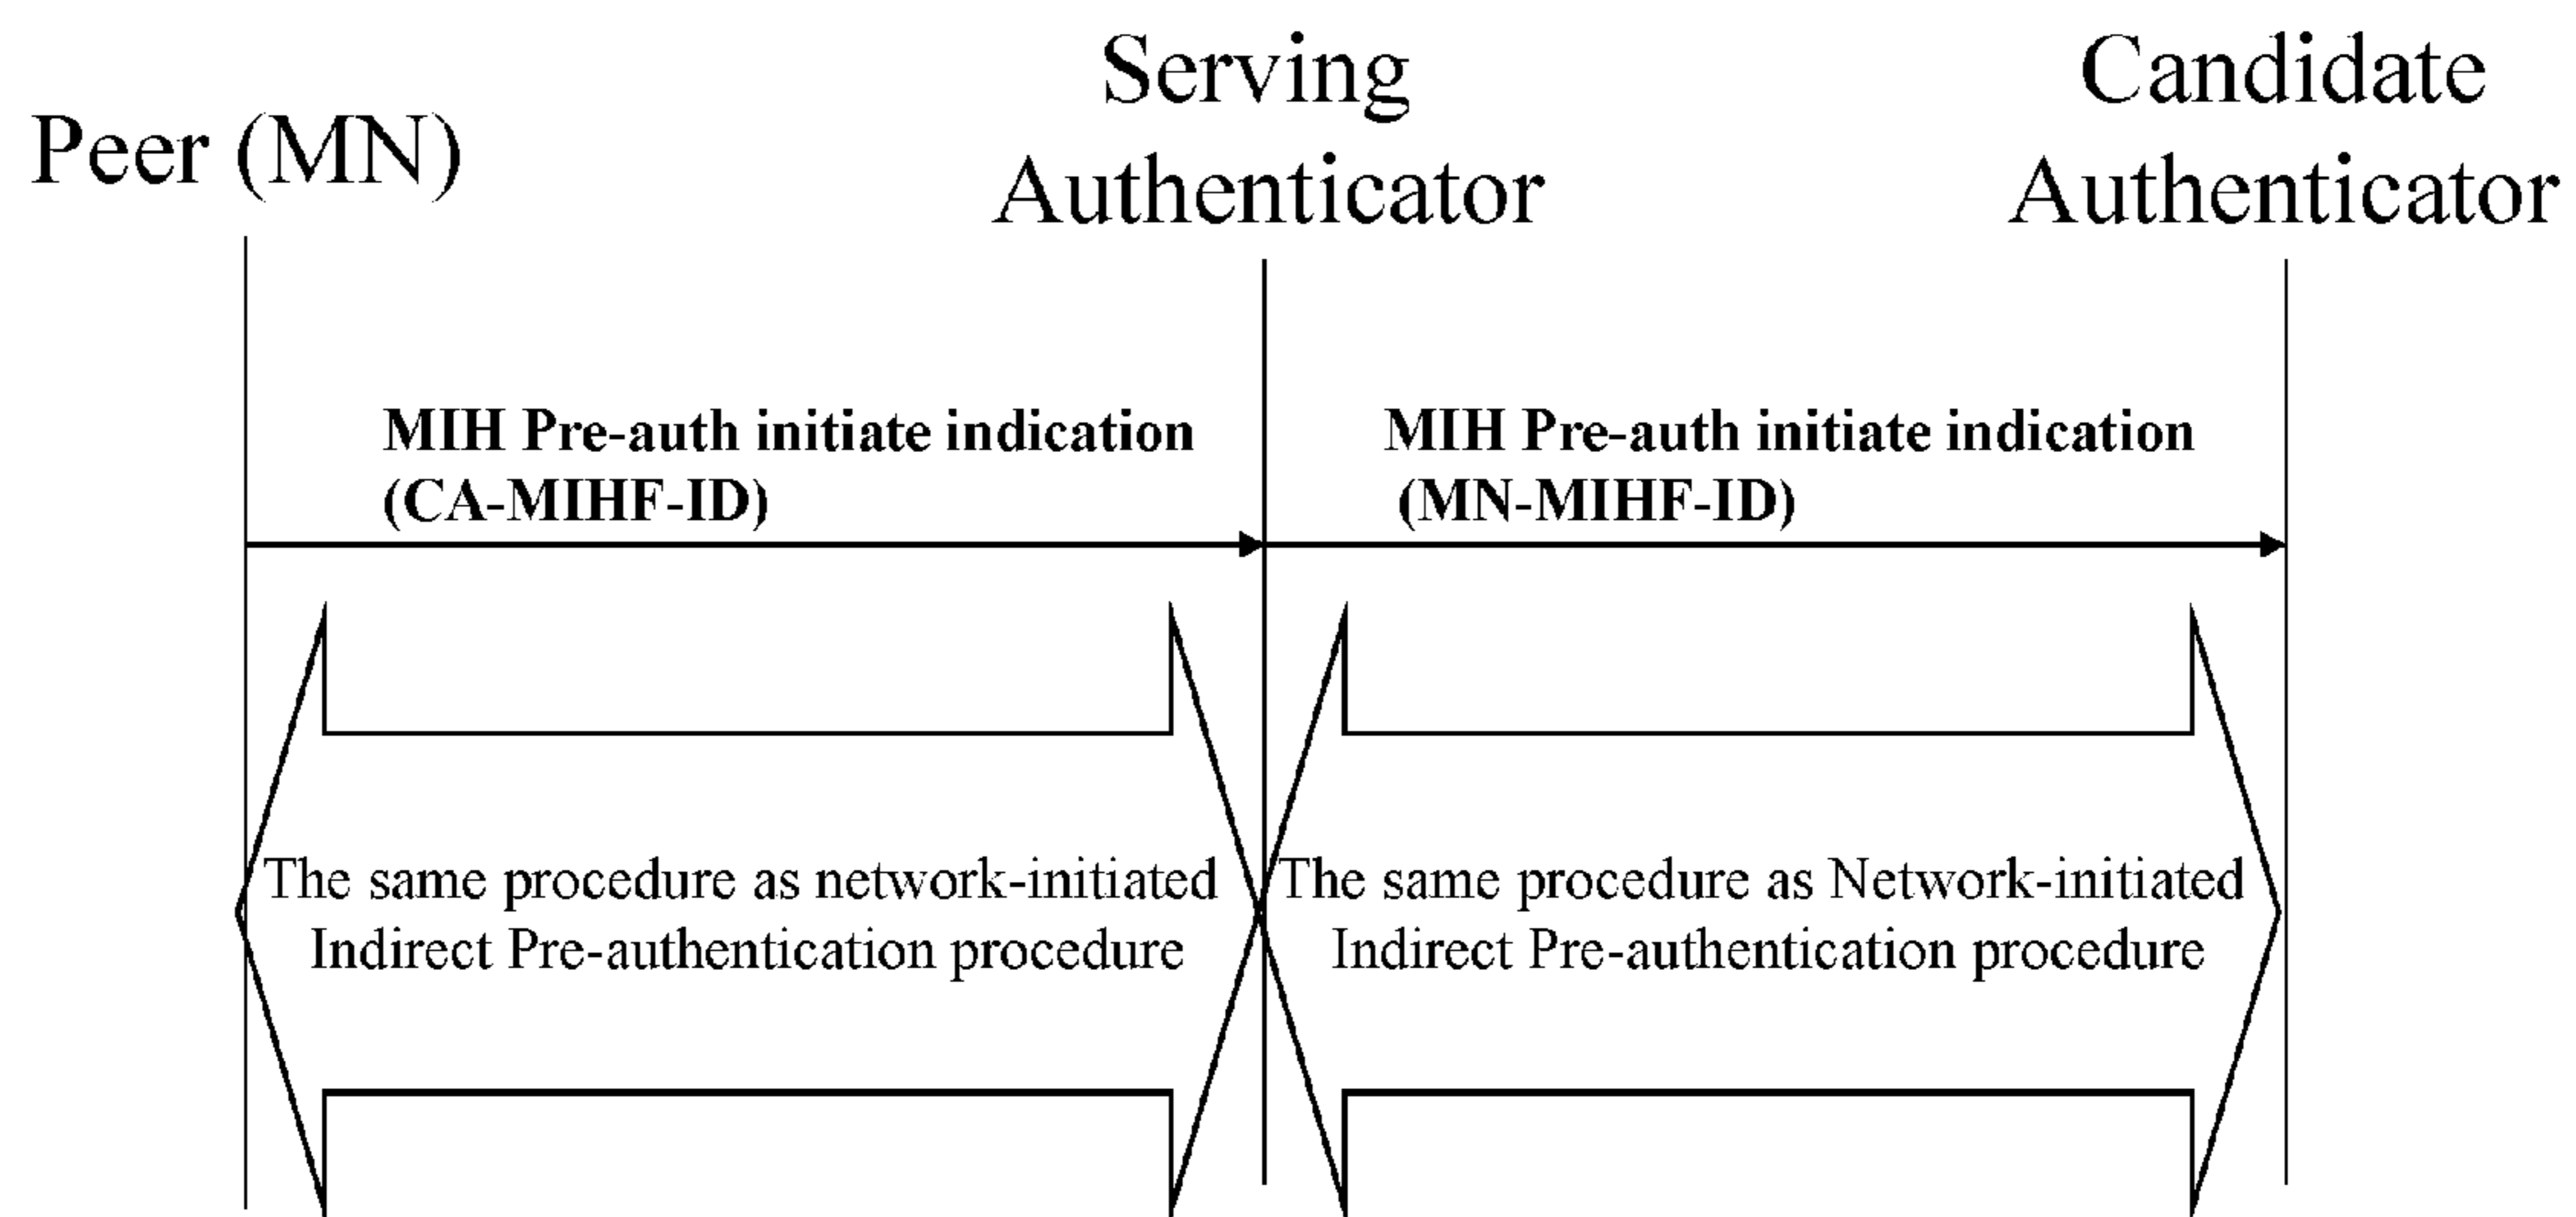 Peer (MN)
Serving
Authenticator
Candidate
Authenticator
MIH Pre-auth initiate indication
(CA-MIHF-ID)
MIH Pre-auth initiate indication
(MN-MIHF-ID)
The same procedure as network-initiated
Indirect Pre-authentication procedure
The same procedure as Network-initiated
Indirect Pre-authentication procedure